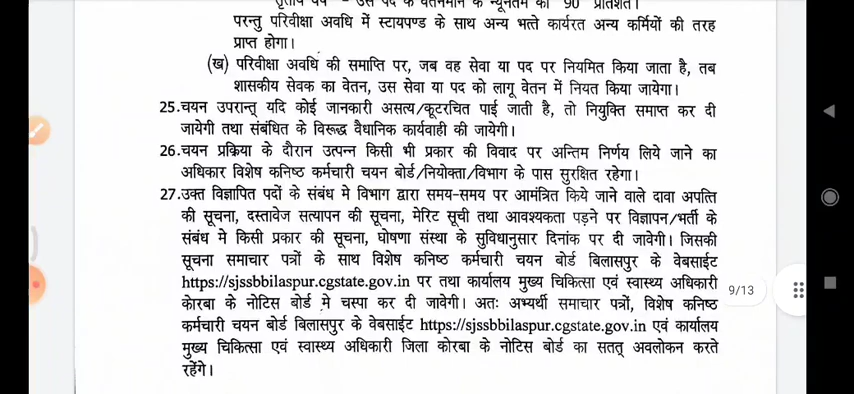 तृतीय वर्ष - उस पद के वेतनमान के न्यूनतम का 90 प्रतिशत।
परन्तु परिवीक्षा अवधि में स्टायपण्ड के साथ अन्य भत्ते कार्यरत अन्य कर्मियों की तरह
प्राप्त होगा।
(ख) परिवीक्षा अवधि की समाप्ति पर, जब वह सेवा या पद पर नियमित किया जाता है, तब
शासकीय सेवक का वेतन, उस सेवा या पद को लागू वेतन में नियत किया जायेगा।
25. चयन उपरान्त् यदि कोई जानकारी असत्य/कूटरचित पाई जाती है, तो नियुक्ति समाप्त कर दी
जायेगी तथा संबंधित के विरूद्ध वैधानिक कार्यवाही की जायेगी।
26. चयन प्रक्रिया के दौरान उत्पन्न किसी भी प्रकार की विवाद पर अन्तिम निर्णय लिये जाने का
अधिकार विशेष कनिष्ठ कर्मचारी चयन बोर्ड/नियोक्ता/विभाग के पास सुरक्षित रहेगा।
27. उक्त विज्ञापित पदों के संबंध मे विभाग द्वारा समय-समय पर आमंत्रित किये जाने वाले दावा अपत्ति
की सूचना, दस्तावेज सत्यापन की सूचना, मेरिट सूची तथा आवश्यकता पड़ने पर विज्ञापन/भर्ती के
संबंध मे किसी प्रकार की सूचना, घोषणा संस्था के सुविधानुसार दिनांक पर दी जावेगी। जिसकी
सूचना समाचार पत्रों के साथ विशेष कनिष्ठ कर्मचारी चयन बोर्ड बिलासपुर के वेबसाईट
https://sjssbbilaspur.cgstate.gov.in पर तथा कार्यालय मुख्य चिकित्सा एवं स्वास्थ्य अधिकारी
कोरबा के नोटिस बोर्ड मे चस्पा कर दी जावेगी। अतः अभ्यर्थी समाचार पत्रों, विशेष कनिष्ठ
कर्मचारी चयन बोर्ड बिलासपुर के वेबसाईट https://sjssbbilaspur.cgstate.gov.in एवं कार्यालय
मुख्य चिकित्सा एवं स्वास्थ्य अधिकारी जिला कोरबा के नोटिस बोर्ड का सतत् अवलोकन करते
रहेंगे।
9/13